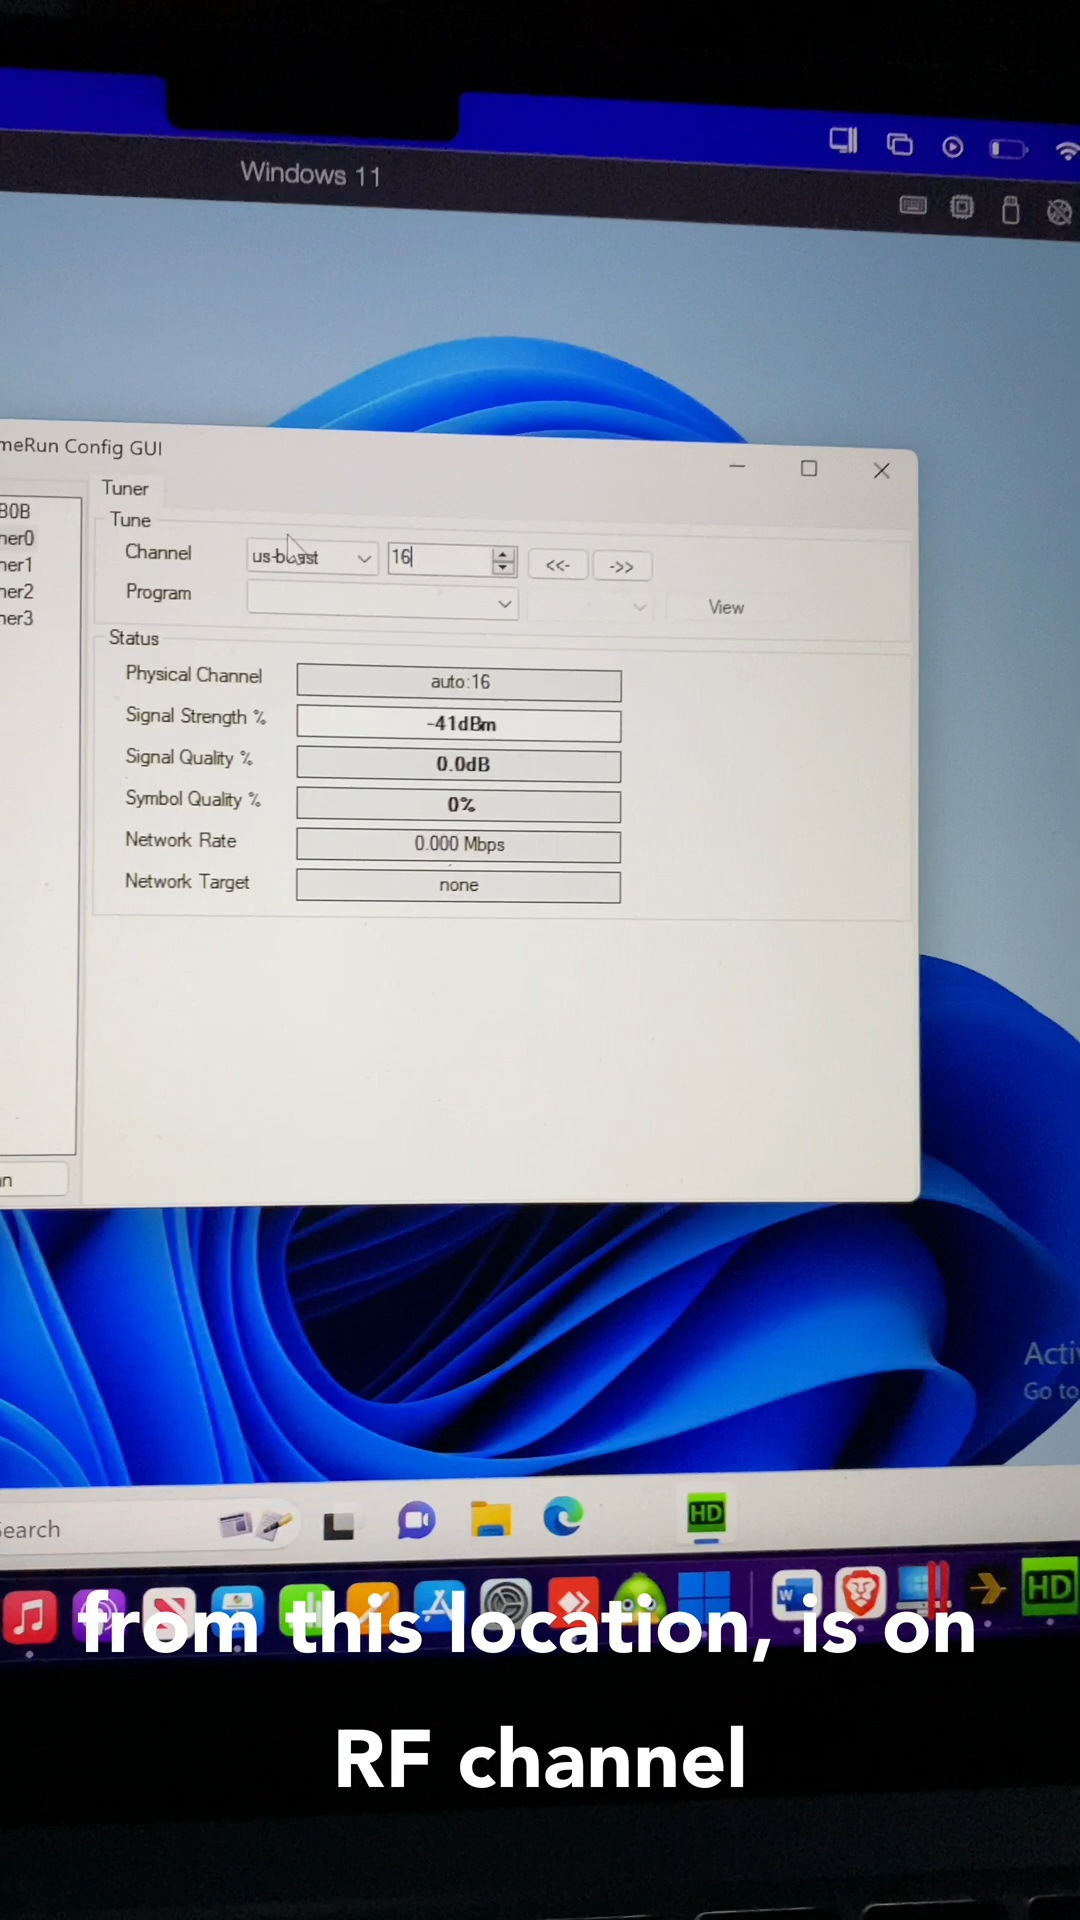 Windows 11
meRun Config GUI
Tuner
B0B
ner0
ner1
ner2
ner3
Tune
Channel
us-bcast
16
<<-
->>
Program
View
Status
Physical Channel
auto:16
Signal Strength %
-41dBm
Signal Quality %
0.0dB
Symbol Quality %
0%
Network Rate
0.000 Mbps
Network Target
none
an
Acti
Go to
Search
HD
W
HD
from this location, is on
RF channel